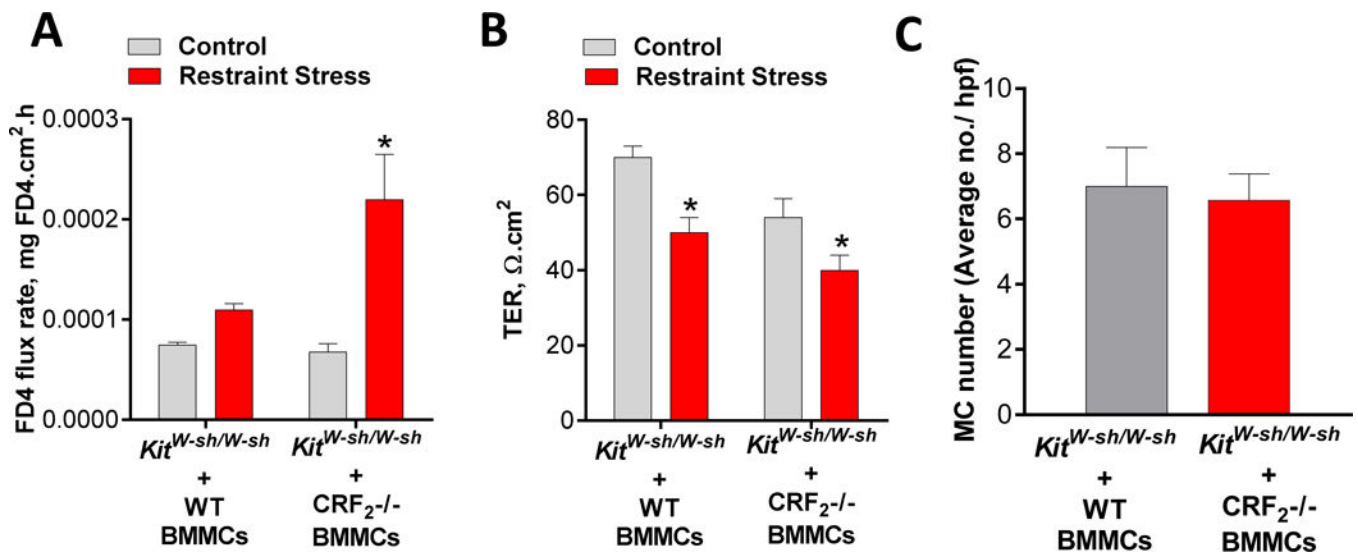 A
Control
Restraint Stress
FD4 flux rate, mg FD4.cm².h
0.0003
0.0002
0.0001
0.0000
*
Kit^W-sh/W-sh Kit^W-sh/W-sh
+ +
WT CRF₂-/-
BMMCs BMMCs
B
Control
Restraint Stress
TER, Ω.cm²
80
60
40
20
0
* *
Kit^W-sh/W-sh Kit^W-sh/W-sh
+ +
WT CRF₂-/-
BMMCs BMMCs
C
MC number (Average no./ hpf)
10
8
6
4
2
0
Kit^W-sh/W-sh Kit^W-sh/W-sh
+ +
WT CRF₂-/-
BMMCs BMMCs